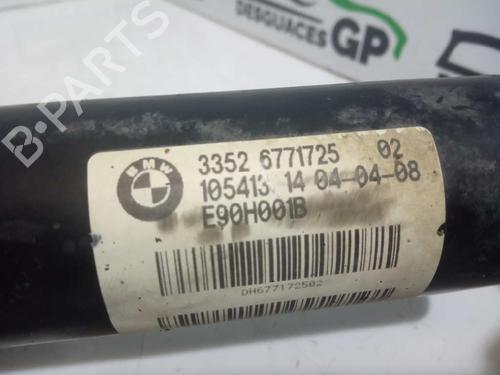 DESGUACES GP
B-PARTS
BMW
3352 6771725 02
105413 14 04-04-08
E90H001B
DH677172502